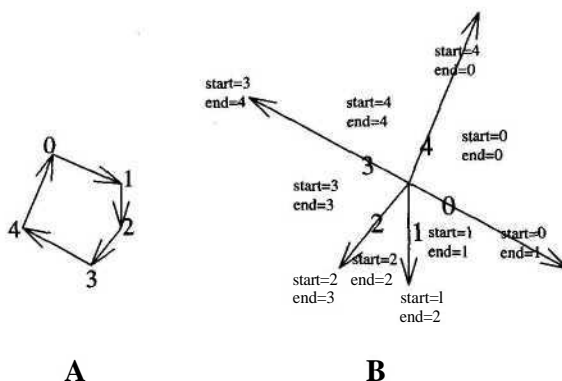 start=4
end=0
start=3
end=4
start=4
end=4
start=0
end=0
0
1
4
3
4
2
3
start=3
end=3
0
2
1
start=1
end=1
start=0
end=1
start=2
end=2
start=2
end=3
start=1
end=2
A
B